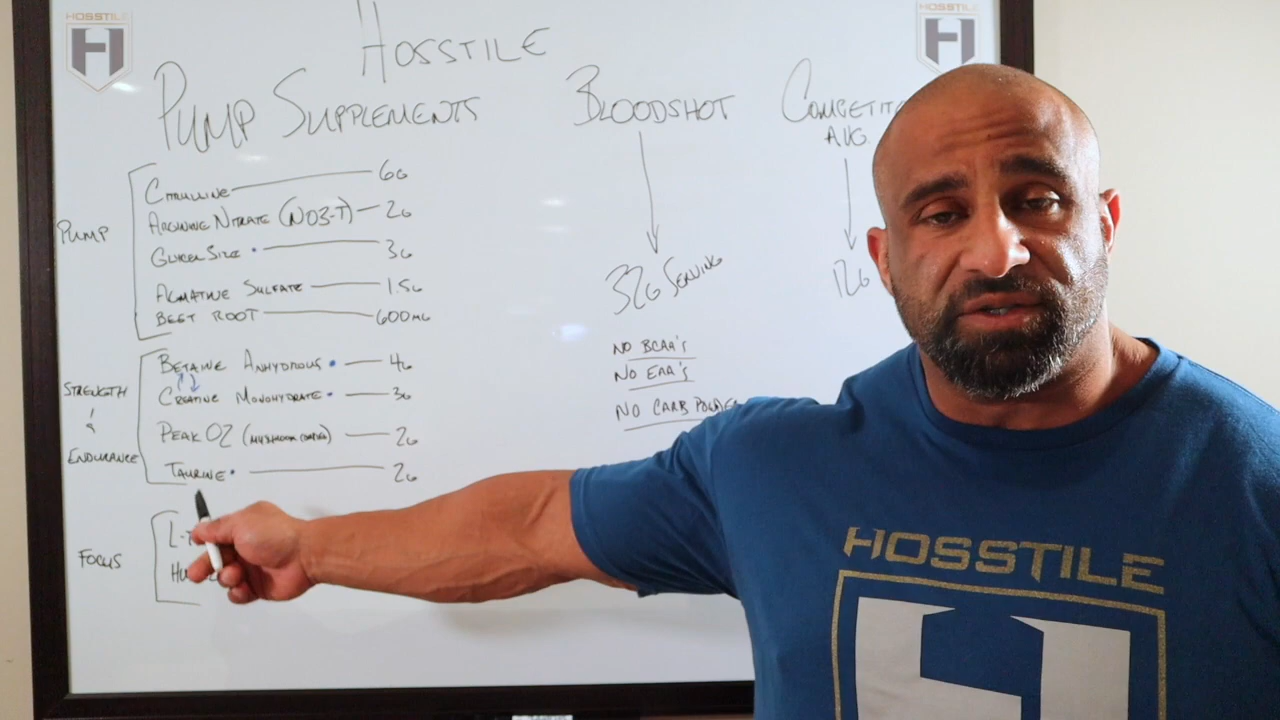 HOSSTILE
HOSSTILE
HOSSTILE
PUMP SUPPLEMENTS
BLOODSHOT
AVG.
PUMP
CITRULLINE 6G
ARGININE NITRATE (NO3-T) 2G
GLYCERSIZE 3G
AGMATINE SULFATE 1.5G
BEET ROOT 600MG
32G SERVING
12G
NO BCAA'S
NO EAA'S
NO CARB POWDER
STRENGTH
&
ENDURANCE
BETAINE ANHYDROUS 4G
CREATINE MONOHYDRATE 3G
PEAK O2 (MUSHROOM) 2G
TAURINE 2G
FOCUS
L-T
HU
HOSSTILE
H